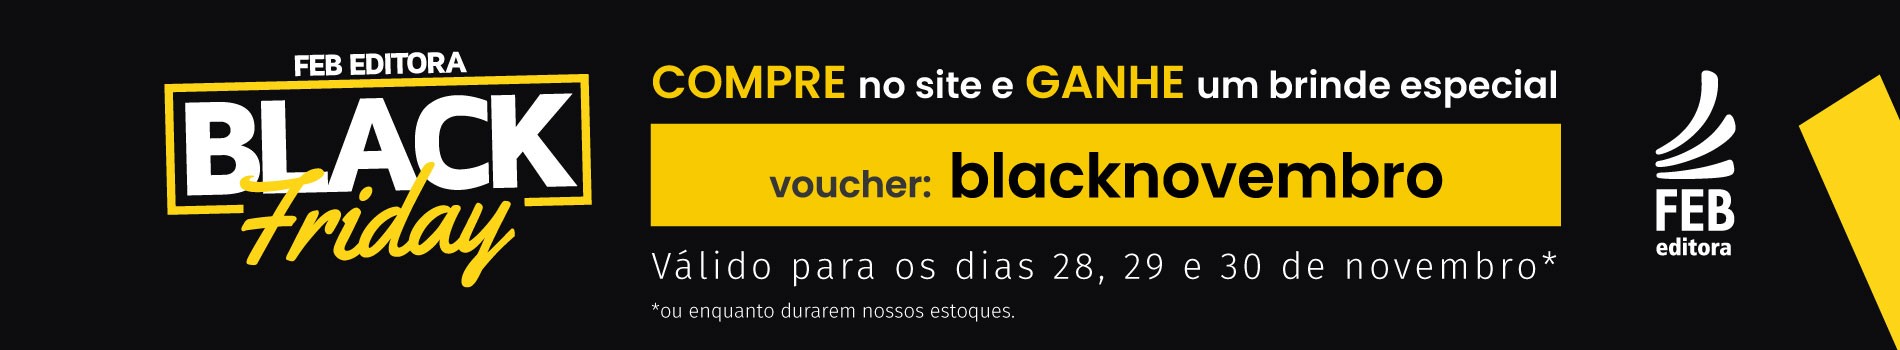 FEB EDITORA
BLACK
Friday
COMPRE no site e GANHE um brinde especial
voucher: blacknovembro
Válido para os dias 28, 29 e 30 de novembro*
*ou enquanto durarem nossos estoques.
FEB
editora